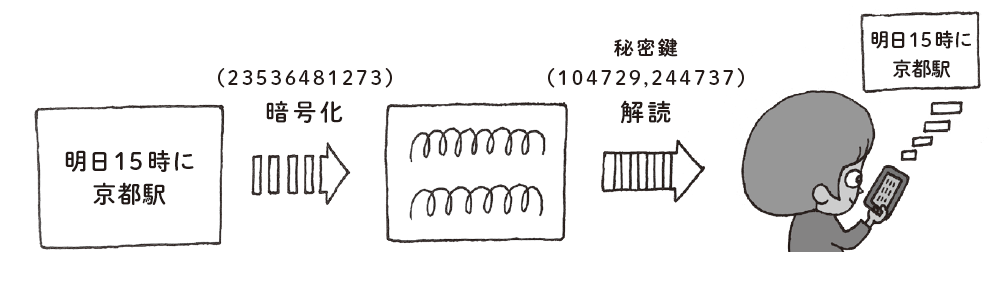 明日15時に
京都駅
(23536481273)
暗号化
秘密鍵
(104729,244737)
解読
明日15時に
京都駅